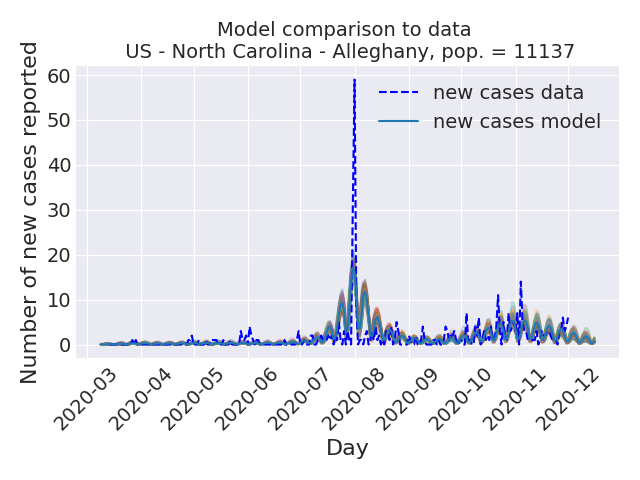 Model comparison to data
US - North Carolina - Alleghany, pop. = 11137
Number of new cases reported
60
50
40
30
20
10
0
new cases data
new cases model
2020-03
2020-04
2020-05
2020-06
2020-07
2020-08
2020-09
2020-10
2020-11
2020-12
Day